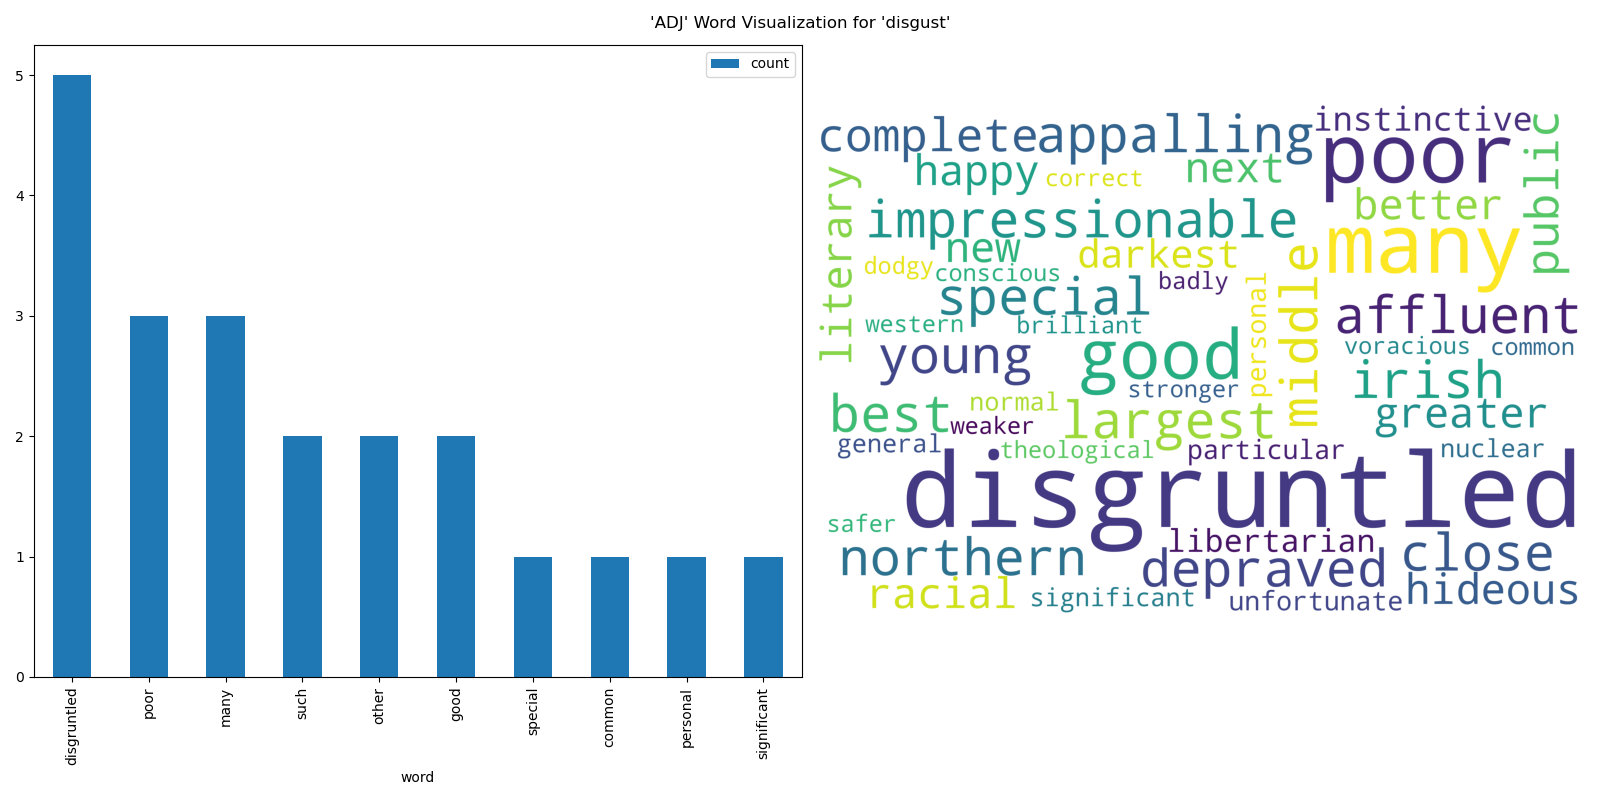 'ADJ' Word Visualization for 'disgust'
count
5
4
3
2
1
0
disgruntled
poor
many
such
other
good
special
common
personal
significant
word
complete
appalling
instinctive
poor
public
happy
correct
next
literary
better
impressionable
many
new
darkest
middle
dodgy
conscious
badly
special
personal
affluent
western
brilliant
good
young
voracious
common
stronger
irish
best
normal
largest
greater
weaker
general
theological
particular
nuclear
disgruntled
safer
libertarian
northern
close
depraved
hideous
racial
significant
unfortunate